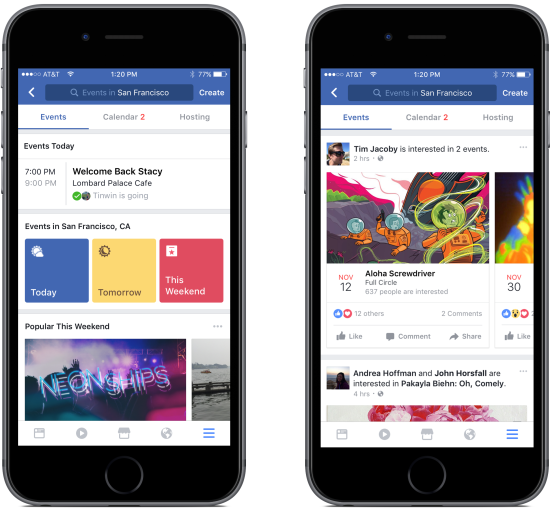 ●●●○○ AT&T 1:20 PM 77%
Events in San Francisco Create
Events Calendar 2 Hosting
Events Today
7:00 PM Welcome Back Stacy
9:00 PM Lombard Palace Cafe
Tinwin is going
Events in San Francisco, CA
Today Tomorrow This
Weekend
Popular This Weekend
NEON SHIPS
●●●○○ AT&T 1:20 PM 77%
Events in San Francisco Create
Events Calendar 2 Hosting
Tim Jacoby is interested in 2 events.
2 hrs
NOV Aloha Screwdriver NOV
12 Full Circle 30
637 people are interested
12 others 2 Comments
Like Comment Share Like
Andrea Hoffman and John Horsfall are
interested in Pakayla Biehn: Oh, Comely.
4 hrs